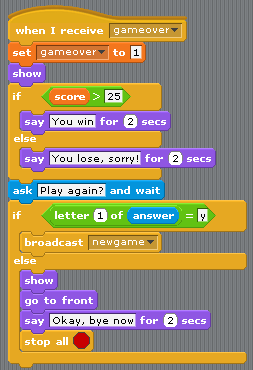 when I receive gameover
set gameover to 1
show
if score > 25
say You win for 2 secs
else
say You lose, sorry! for 2 secs
ask Play again? and wait
if letter 1 of answer = y
broadcast newgame
else
show
go to front
say Okay, bye now for 2 secs
stop all